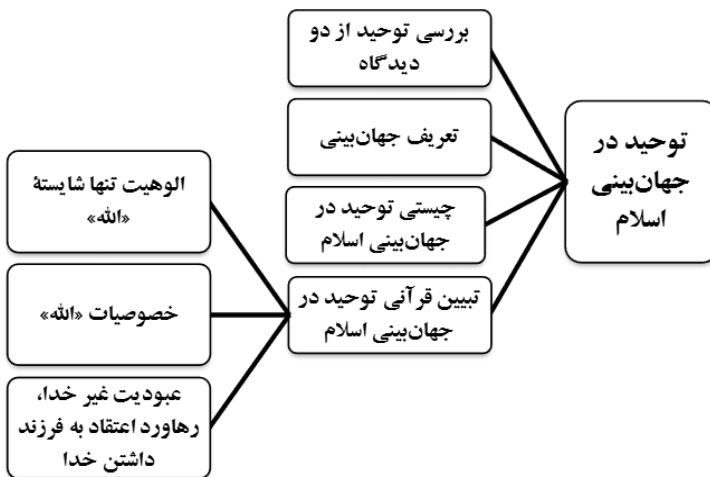 توحید در
جهان‌بینی
اسلام
بررسی توحید از دو
دیدگاه
تعریف جهان‌بینی
چیستی توحید در
جهان‌بینی اسلام
تبیین قرآنی توحید در
جهان‌بینی اسلام
الوهیت تنها شایستهٔ
«الله»
خصوصیات «الله»
عبودیت غیر خدا،
رهاورد اعتقاد به فرزند
داشتن خدا